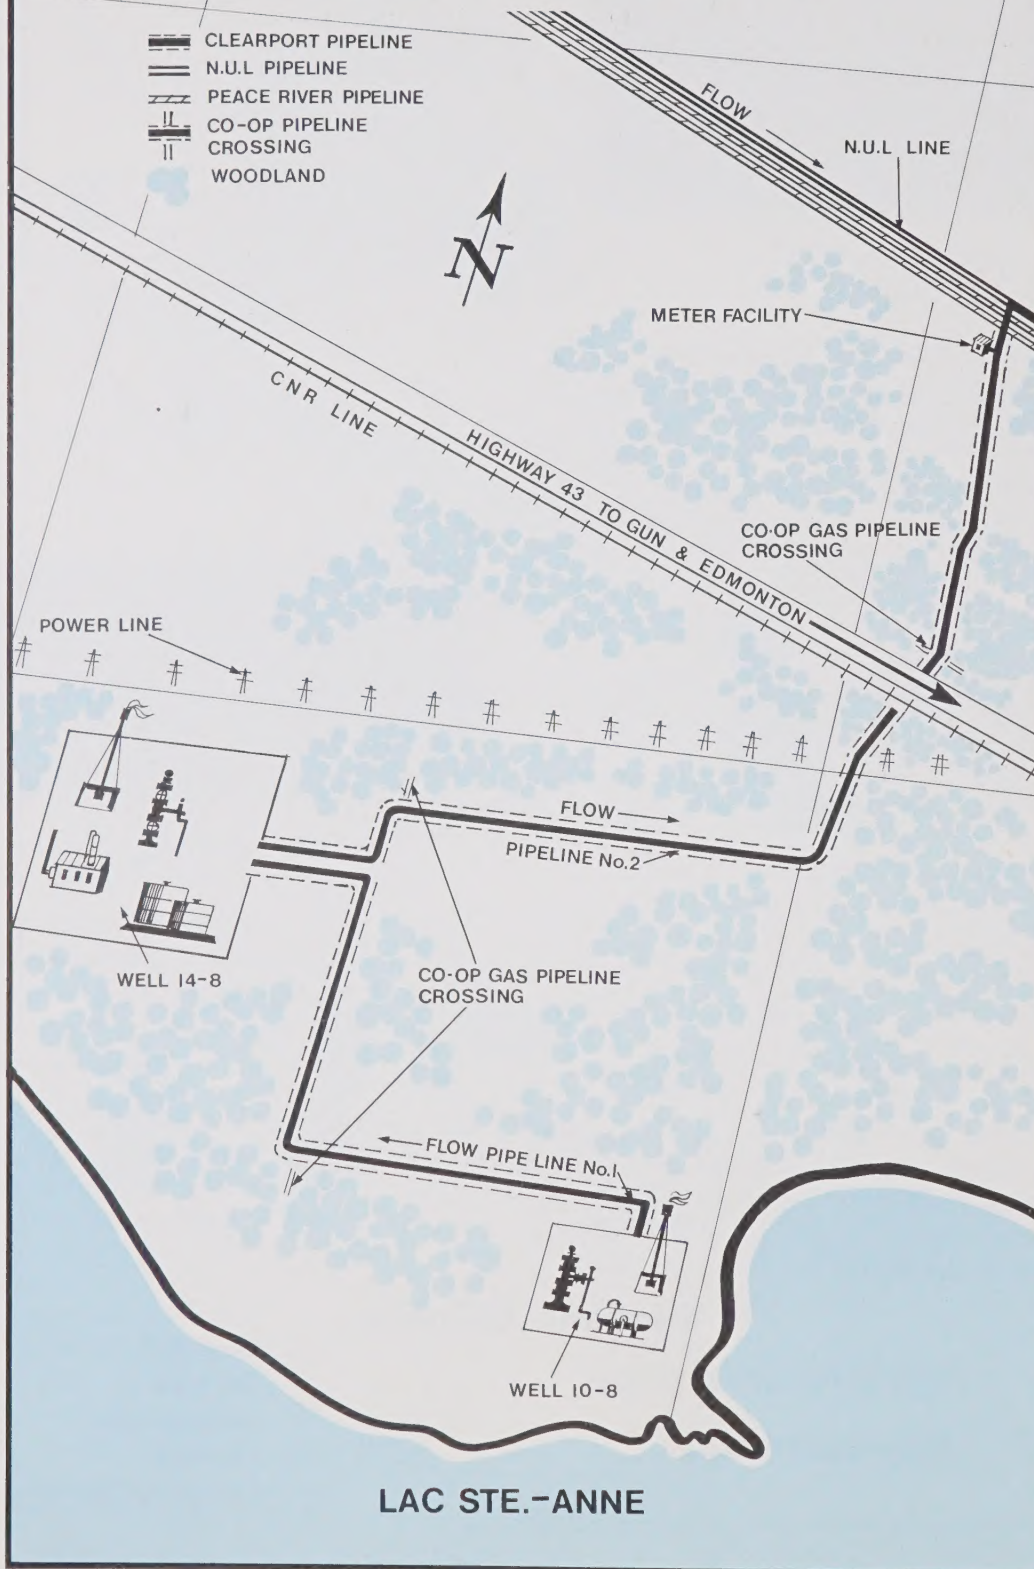 CLEARPORT PIPELINE
N.U.L PIPELINE
PEACE RIVER PIPELINE
CO-OP PIPELINE
CROSSING
WOODLAND
FLOW
N.U.L LINE
N
METER FACILITY
CNR LINE
HIGHWAY 43 TO GUN & EDMONTON
CO-OP GAS PIPELINE
CROSSING
POWER LINE
FLOW
PIPELINE No.2
WELL 14-8
CO-OP GAS PIPELINE
CROSSING
FLOW PIPE LINE No.1
WELL 10-8
LAC STE.-ANNE